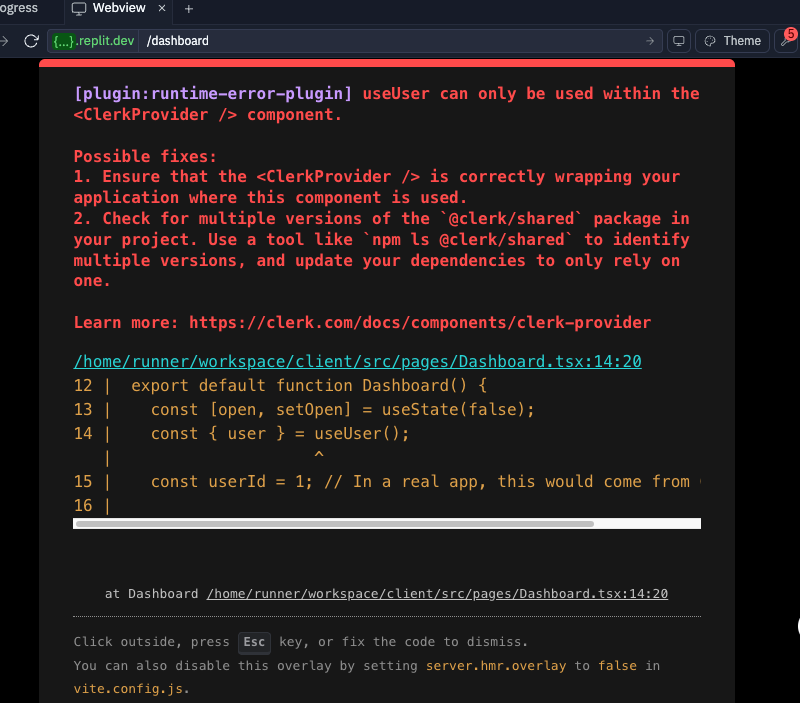 ogress
Webview × +
{...}.replit.dev /dashboard
Theme
5
[plugin:runtime-error-plugin] useUser can only be used within the
<ClerkProvider /> component.
Possible fixes:
1. Ensure that the <ClerkProvider /> is correctly wrapping your
application where this component is used.
2. Check for multiple versions of the `@clerk/shared` package in
your project. Use a tool like `npm ls @clerk/shared` to identify
multiple versions, and update your dependencies to only rely on
one.
Learn more: https://clerk.com/docs/components/clerk-provider
/home/runner/workspace/client/src/pages/Dashboard.tsx:14:20
12 | export default function Dashboard() {
13 | const [open, setOpen] = useState(false);
14 | const { user } = useUser();
| ^
15 | const userId = 1; // In a real app, this would come from
16 |
at Dashboard /home/runner/workspace/client/src/pages/Dashboard.tsx:14:20
Click outside, press Esc key, or fix the code to dismiss.
You can also disable this overlay by setting server.hmr.overlay to false in
vite.config.js.